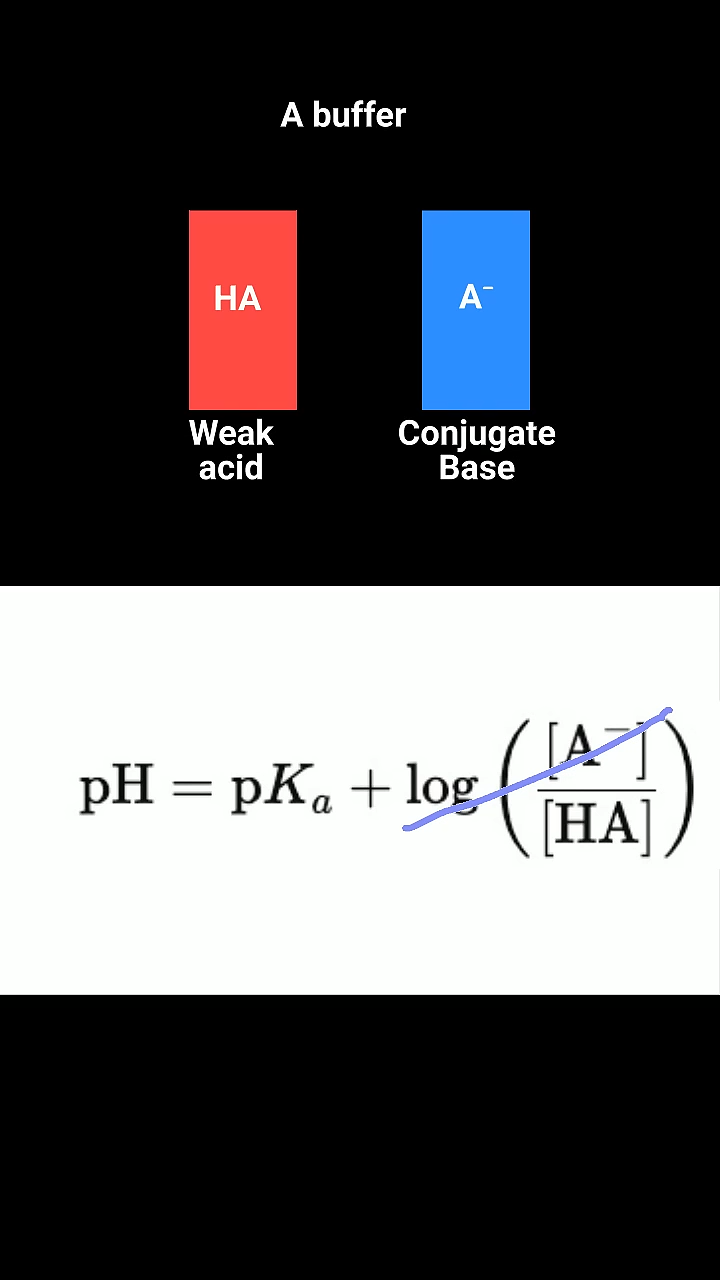 A buffer
HA A⁻
Weak Conjugate
acid Base
pH = pKₐ + log ([A⁻]/[HA])